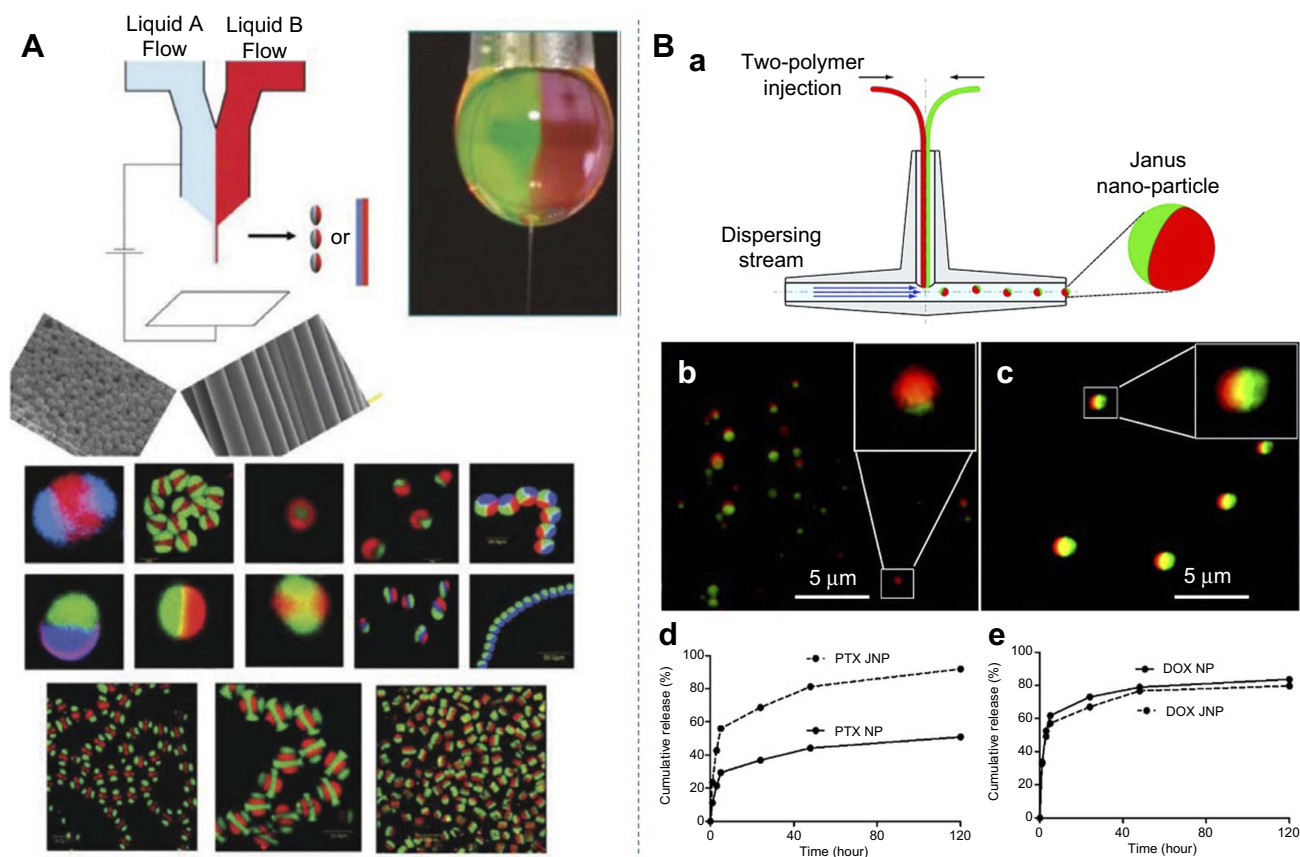 A
Liquid A
Flow
Liquid B
Flow
or
B
a
Two-polymer
injection
Janus
nano-particle
Dispersing
stream
b
5 μm
c
5 μm
d
Cumulative release (%)
100
80
60
40
20
0
PTX JNP
PTX NP
0
40
80
120
Time (hour)
e
Cumulative release (%)
100
80
60
40
20
0
DOX NP
DOX JNP
0
40
80
120
Time (hour)